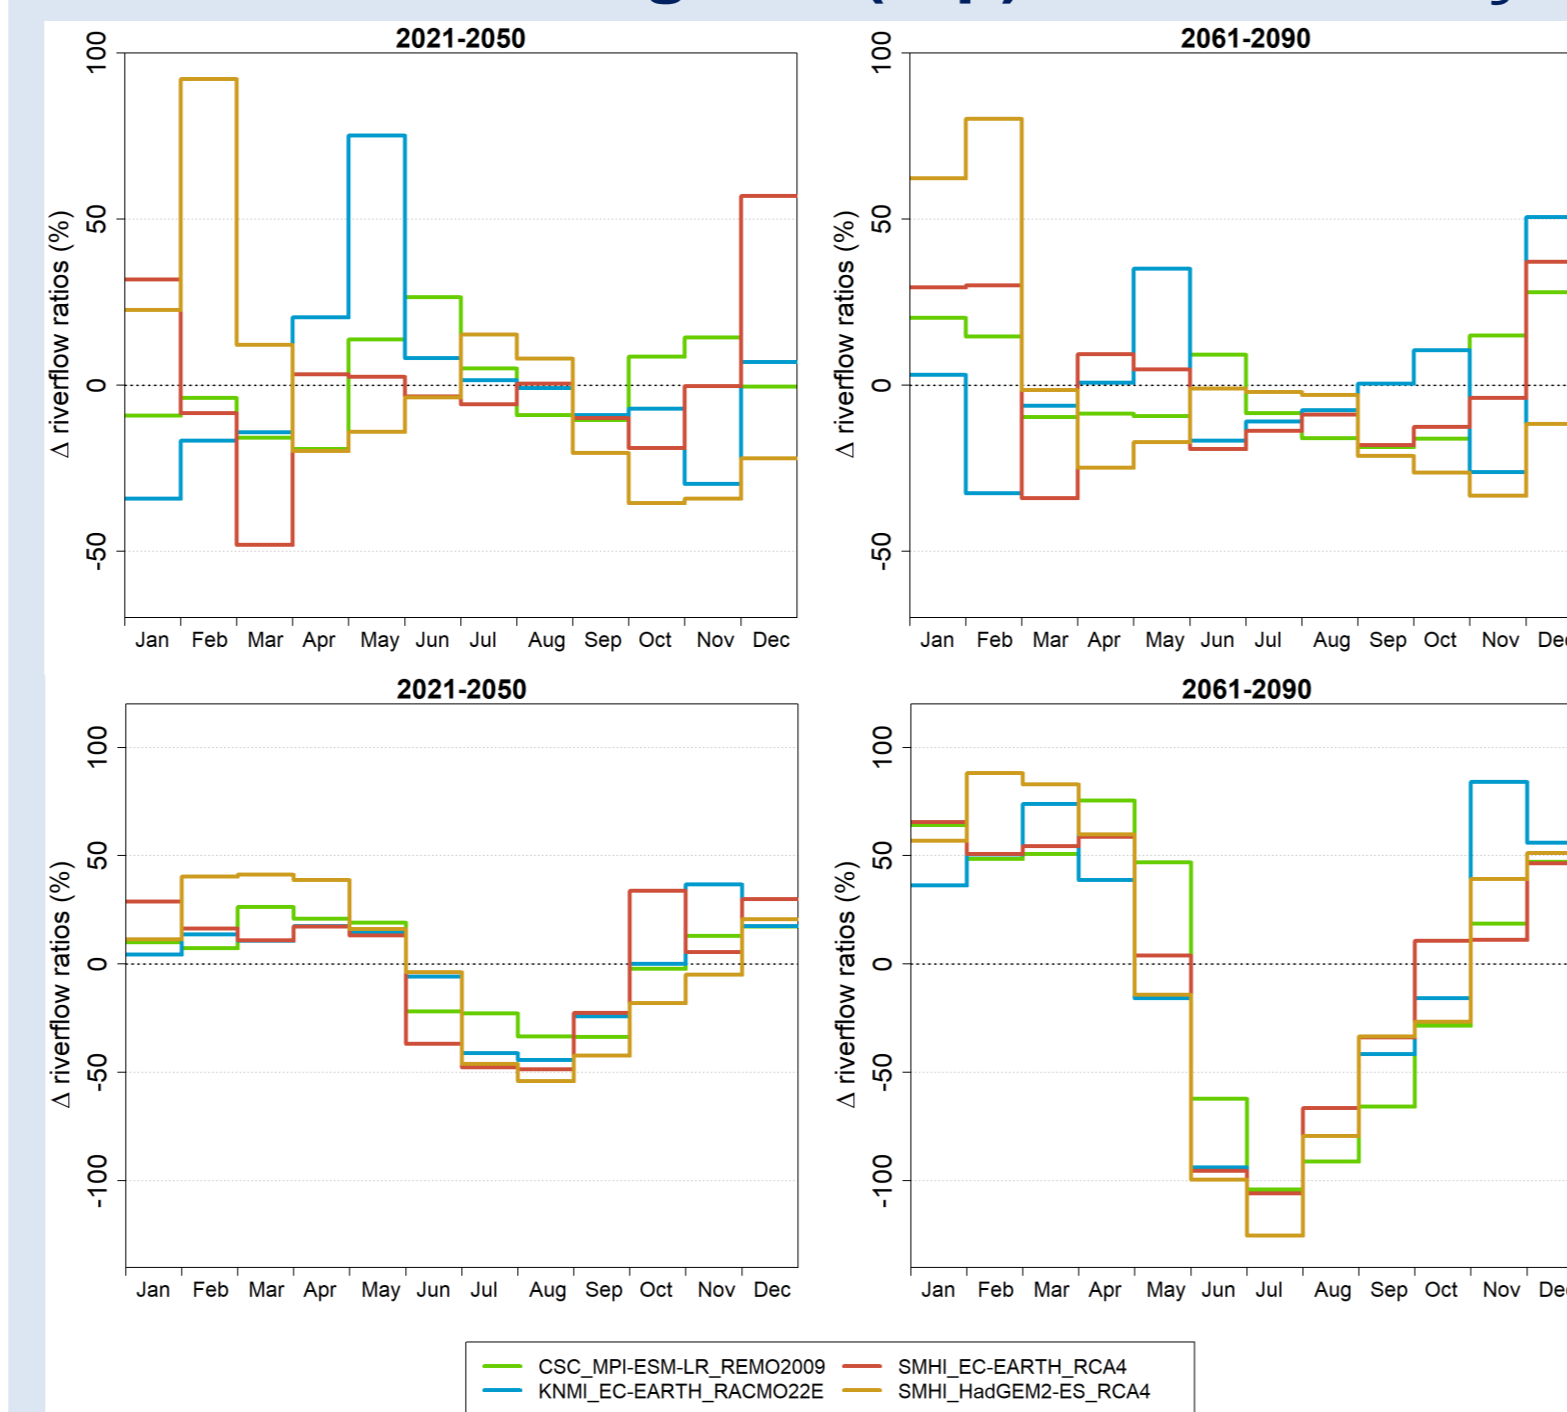 2021-2050
2061-2090
Δ riverflow ratios (%)
100
50
0
-50
Jan Feb Mar Apr May Jun Jul Aug Sep Oct Nov Dec
Δ riverflow ratios (%)
100
50
0
-50
Jan Feb Mar Apr May Jun Jul Aug Sep Oct Nov
2021-2050
2061-2090
Δ riverflow ratios (%)
100
50
0
-50
-100
Jan Feb Mar Apr May Jun Jul Aug Sep Oct Nov Dec
Δ riverflow ratios (%)
100
50
0
-50
-100
Jan Feb Mar Apr May Jun Jul Aug Sep Oct Nov
CSC_MPI-ESM-LR_REMO2009 SMHI_EC-EARTH_RCA4
KNMI_EC-EARTH_RACMO22E SMHI_HadGEM2-ES_RCA4